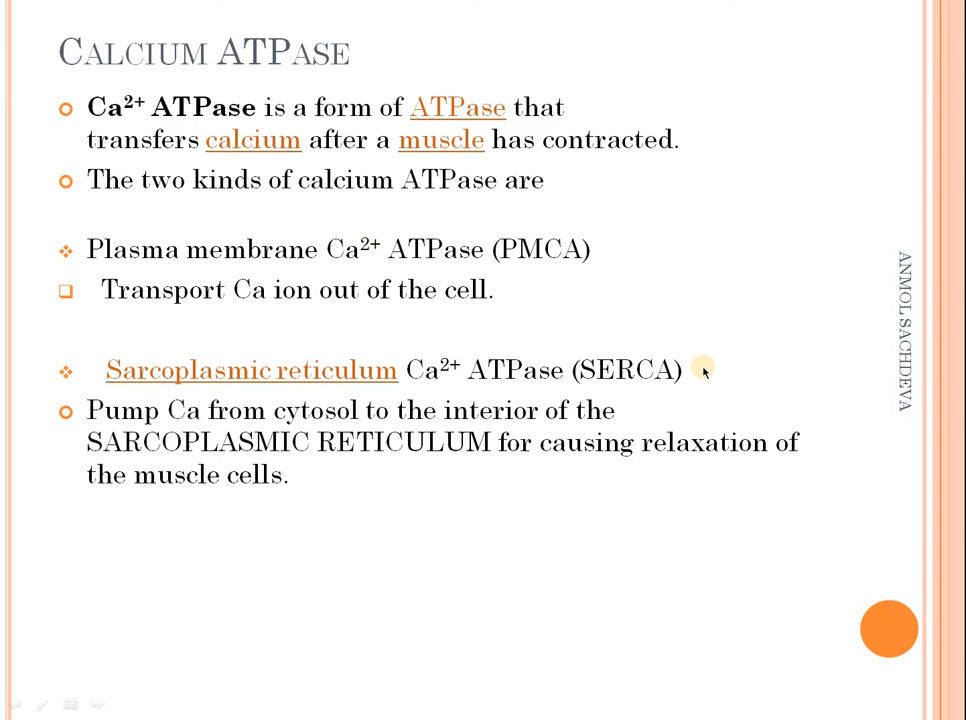 CALCIUM ATPASE
Ca²⁺ ATPase is a form of ATPase that
transfers calcium after a muscle has contracted.
The two kinds of calcium ATPase are
Plasma membrane Ca²⁺ ATPase (PMCA)
Transport Ca ion out of the cell.
Sarcoplasmic reticulum Ca²⁺ ATPase (SERCA)
Pump Ca from cytosol to the interior of the
SARCOPLASMIC RETICULUM for causing relaxation of
the muscle cells.
ANMOL SACHDEVA